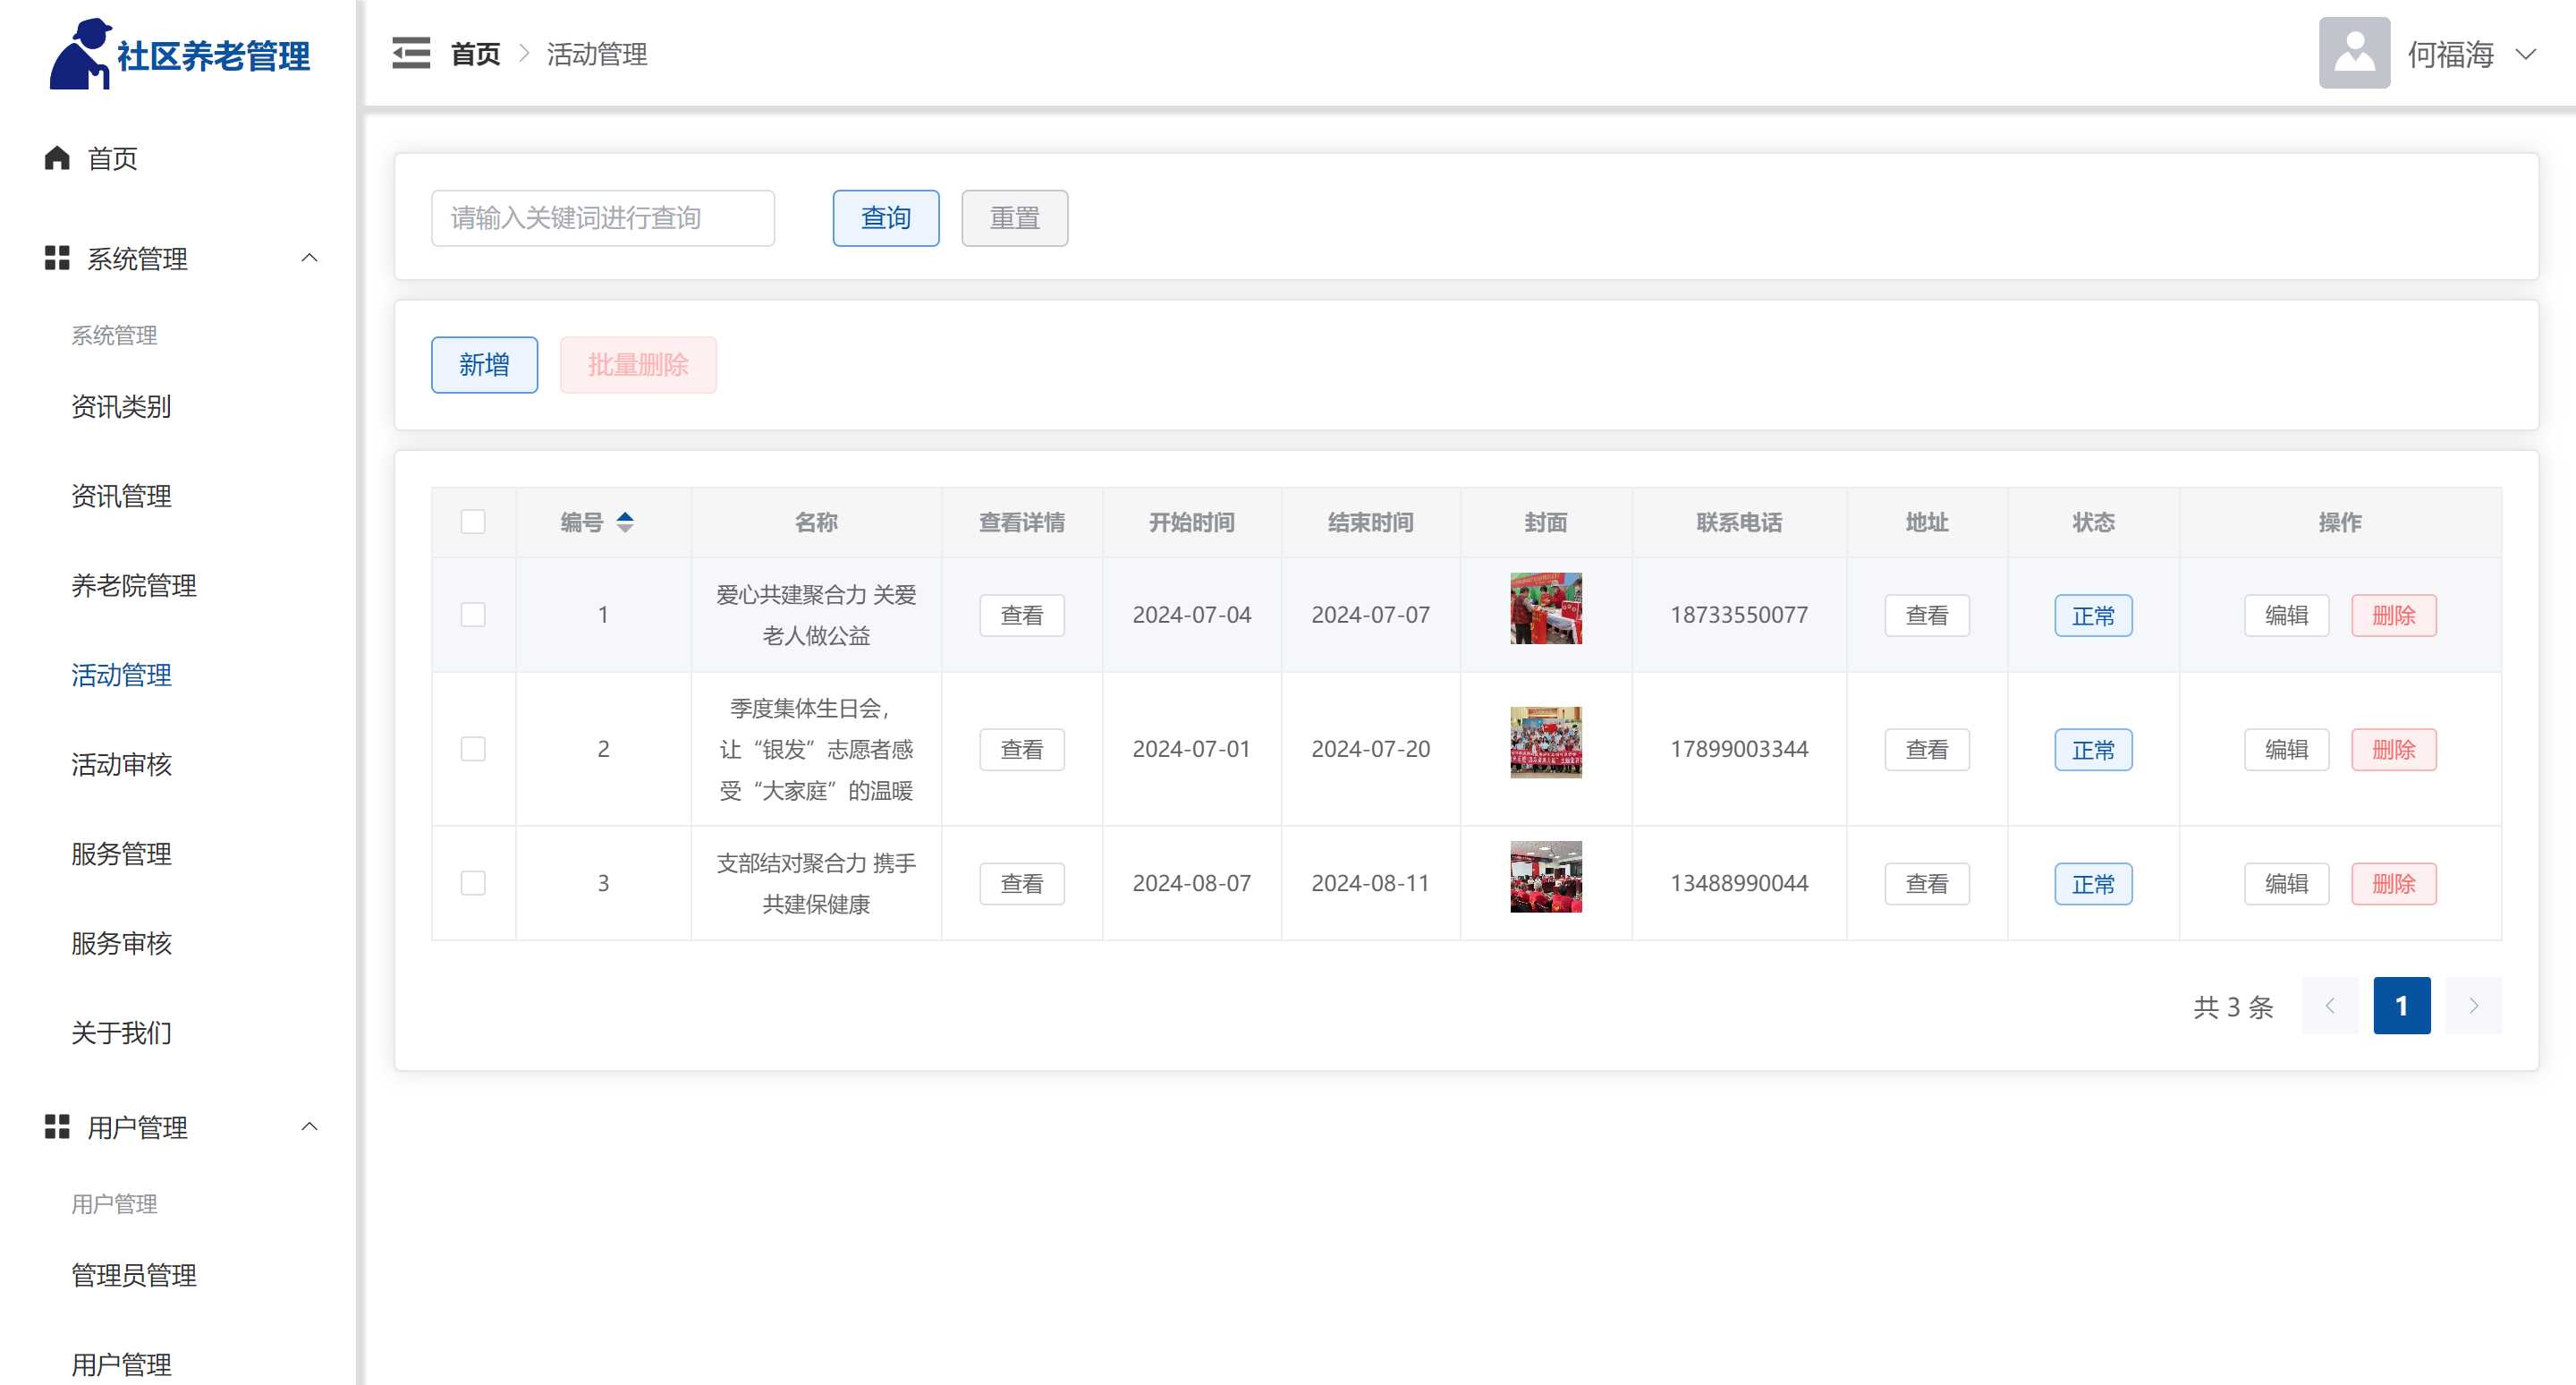 社区养老管理
首页 > 活动管理
何福海
首页
系统管理
系统管理
资讯类别
资讯管理
养老院管理
活动管理
活动审核
服务管理
服务审核
关于我们
用户管理
用户管理
管理员管理
用户管理
请输入关键词进行查询 查询 重置
新增 批量删除
编号 名称 查看详情 开始时间 结束时间 封面 联系电话 地址 状态 操作
1 爱心共建聚合力 关爱
老人做公益
查看 2024-07-04 2024-07-07 18733550077 查看 正常 编辑 删除
2 季度集体生日会，
让“银发”志愿者感
受“大家庭”的温暖
查看 2024-07-01 2024-07-20 17899003344 查看 正常 编辑 删除
3 支部结对聚合力 携手
共建保健康
查看 2024-08-07 2024-08-11 13488990044 查看 正常 编辑 删除
共 3 条 1